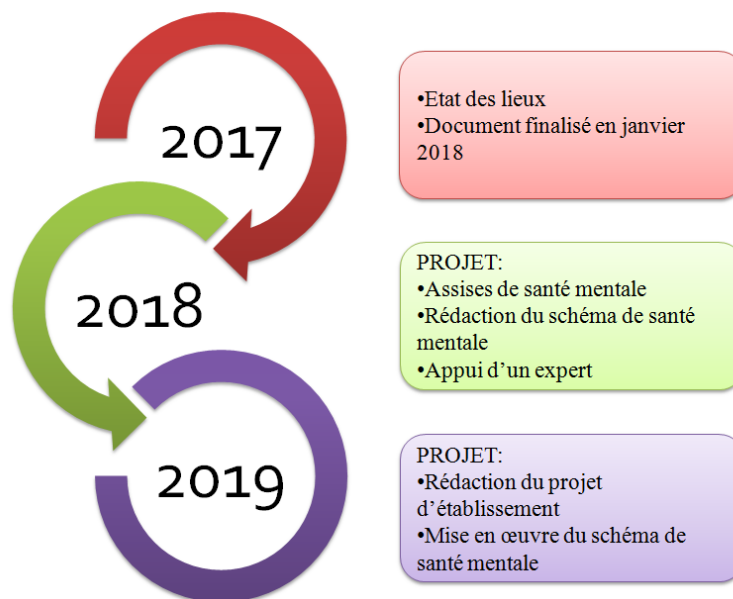 2017
•Etat des lieux
•Document finalisé en janvier
2018
2018
PROJET:
•Assises de santé mentale
•Rédaction du schéma de santé
mentale
•Appui d’un expert
2019
PROJET:
•Rédaction du projet
d’établissement
•Mise en œuvre du schéma de
santé mentale